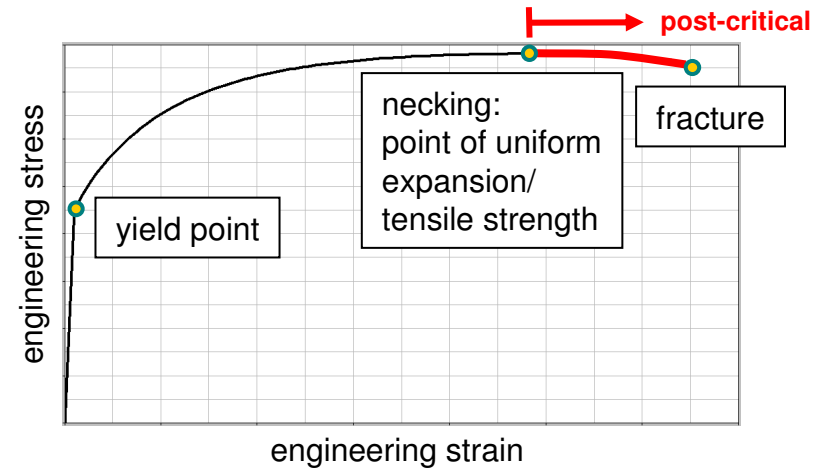 post-critical
necking:
point of uniform
expansion/
tensile strength
fracture
yield point
engineering stress
engineering strain